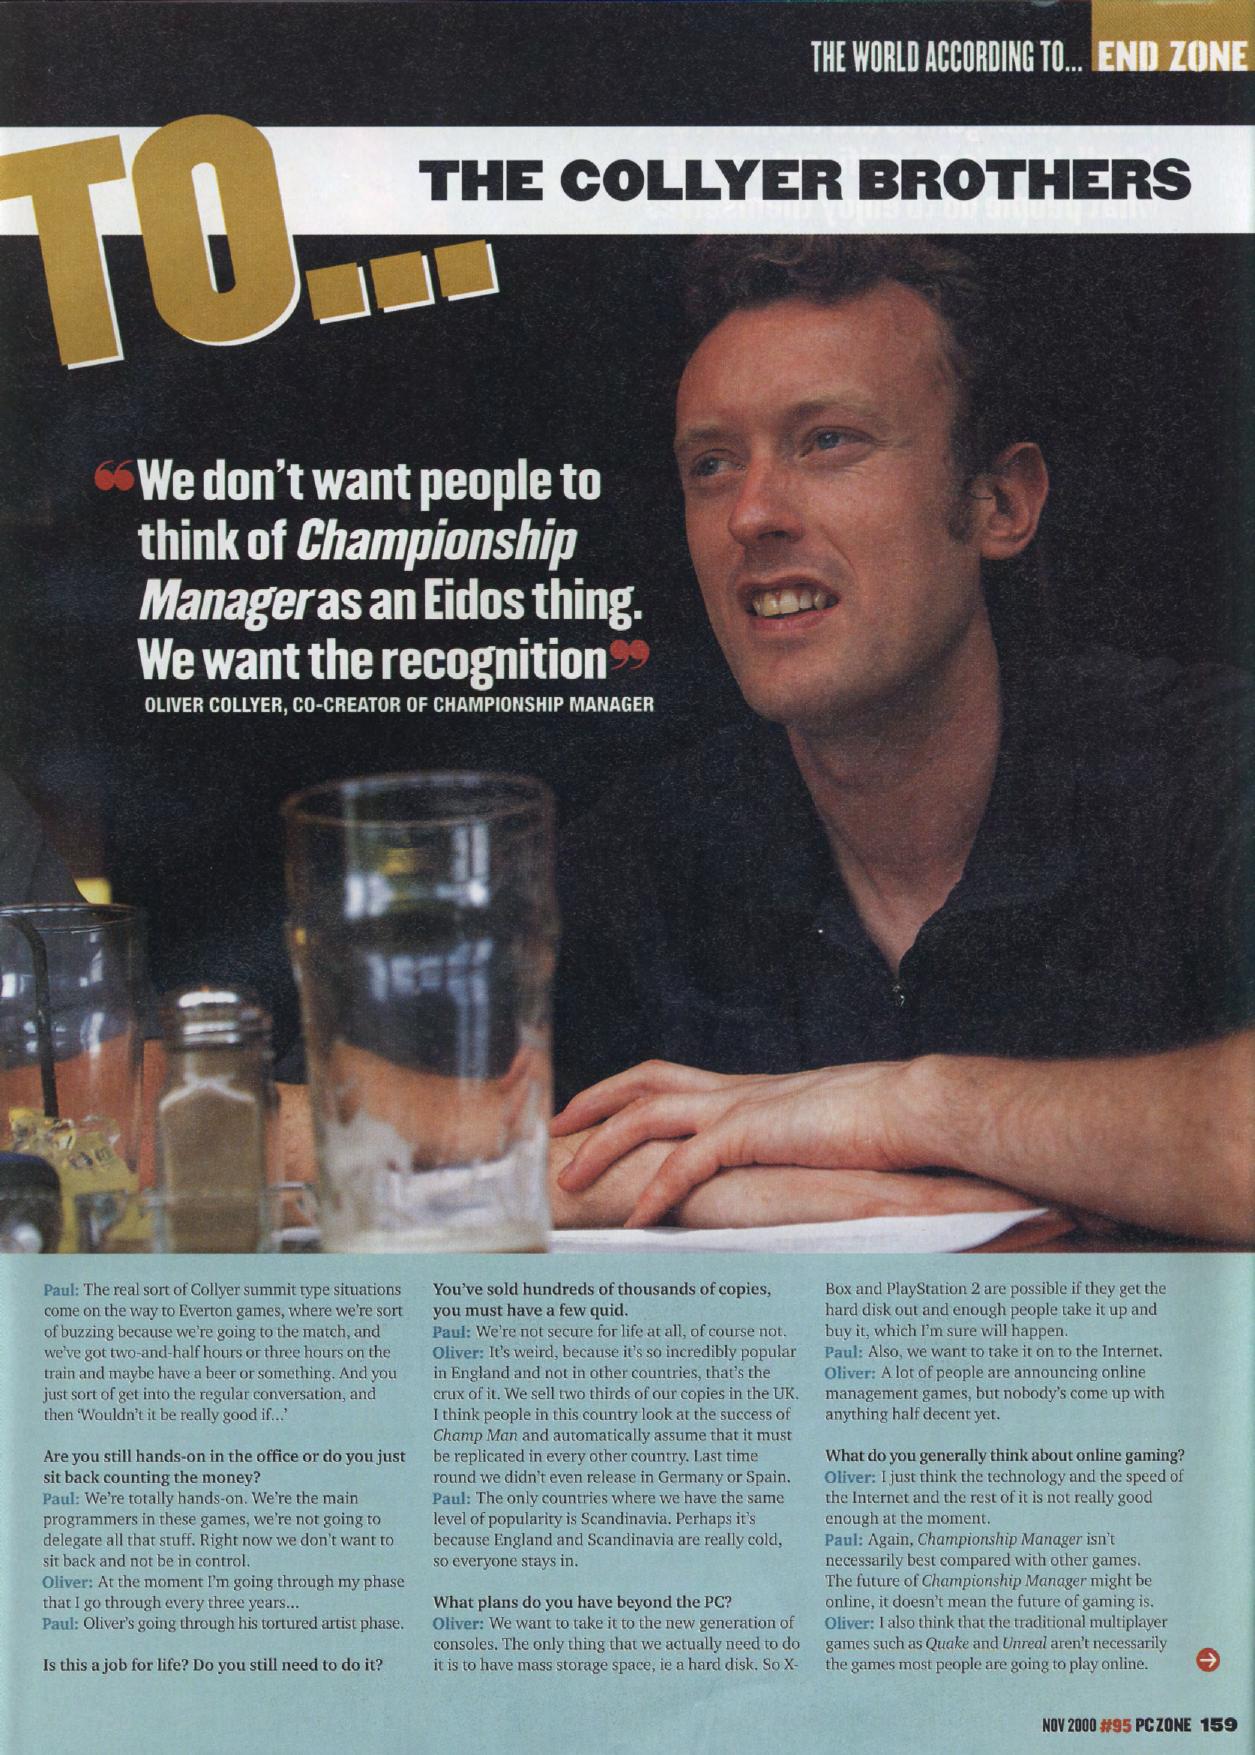 THE WORLD ACCORDING TO... END ZONE
TO...
THE COLLYER BROTHERS
“We don't want people to
think of Championship
Manager as an Eidos thing.
We want the recognition”
OLIVER COLLYER, CO-CREATOR OF CHAMPIONSHIP MANAGER
Paul: The real sort of Collyer summit type situations
come on the way to Everton games, where we're sort
of buzzing because we're going to the match, and
we've got two-and-half hours or three hours on the
train and maybe have a beer or something. And you
just sort of get into the regular conversation, and
then ‘Wouldn't it be really good if...’
Are you still hands-on in the office or do you just
sit back counting the money?
Paul: We're totally hands-on. We're the main
programmers in these games, we're not going to
delegate all that stuff. Right now we don't want to
sit back and not be in control.
Oliver: At the moment I'm going through my phase
that I go through every three years...
Paul: Oliver's going through his tortured artist phase.
Is this a job for life? Do you still need to do it?
You've sold hundreds of thousands of copies,
you must have a few quid.
Paul: We're not secure for life at all, of course not.
Oliver: It's weird, because it's so incredibly popular
in England and not in other countries, that's the
crux of it. We sell two thirds of our copies in the UK.
I think people in this country look at the success of
Champ Man and automatically assume that it must
be replicated in every other country. Last time
round we didn't even release in Germany or Spain.
Paul: The only countries where we have the same
level of popularity is Scandinavia. Perhaps it's
because England and Scandinavia are really cold,
so everyone stays in.
What plans do you have beyond the PC?
Oliver: We want to take it to the new generation of
consoles. The only thing that we actually need to do
it is to have mass storage space, ie a hard disk. So X-
Box and PlayStation 2 are possible if they get the
hard disk out and enough people take it up and
buy it, which I'm sure will happen.
Paul: Also, we want to take it on to the Internet.
Oliver: A lot of people are announcing online
management games, but nobody's come up with
anything half decent yet.
What do you generally think about online gaming?
Oliver: I just think the technology and the speed of
the Internet and the rest of it is not really good
enough at the moment.
Paul: Again, Championship Manager isn't
necessarily best compared with other games.
The future of Championship Manager might be
online, it doesn't mean the future of gaming is.
Oliver: I also think that the traditional multiplayer
games such as Quake and Unreal aren't necessarily
the games most people are going to play online.
NOV 2000 #95 PC ZONE 159